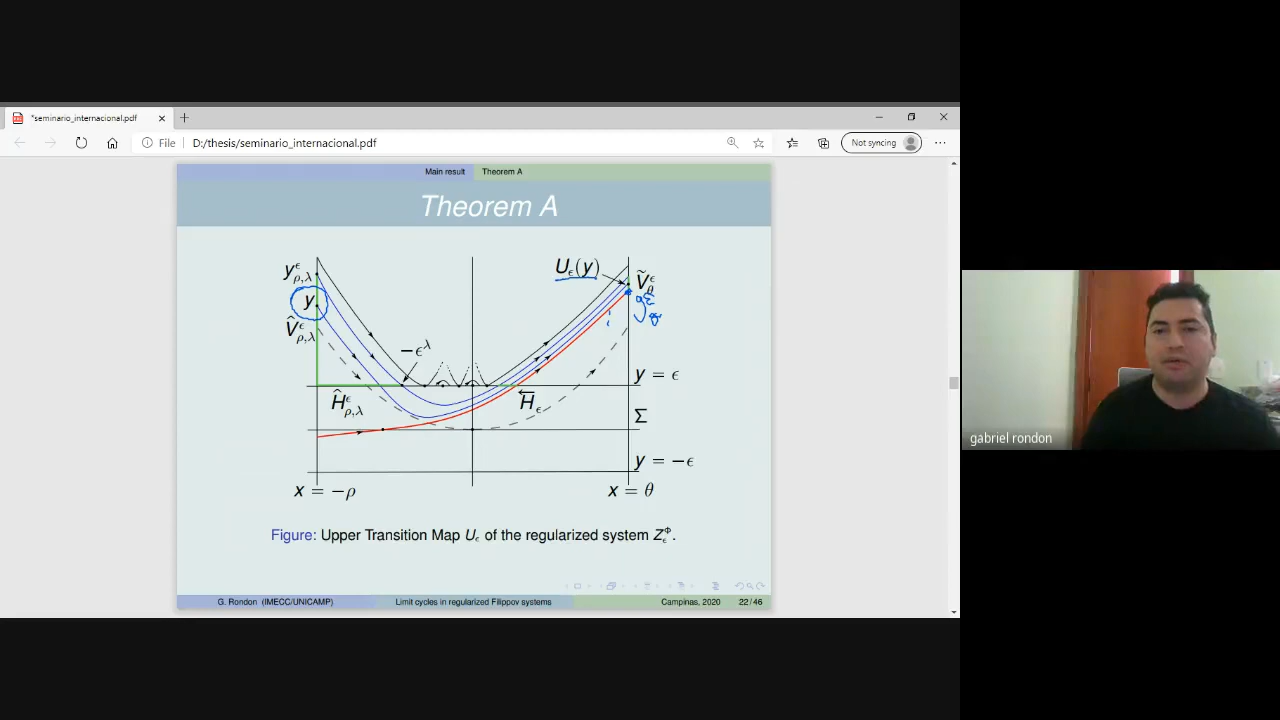 *seminario_internacional.pdf
File | D:/thesis/seminario_internacional.pdf
Not syncing
Main result Theorem A
Theorem A
y^ε_{ρ,λ}
y
V̂^ε_{ρ,λ}
−ε^λ
Ĥ^ε_{ρ,λ}
U_ε(y)
Ṽ^ε_θ
y^ε_θ
y = ε
H⃖_ε
Σ
y = −ε
x = −ρ
x = θ
Figure: Upper Transition Map U_ε of the regularized system Z^Φ_ε.
G. Rondon (IMECC/UNICAMP) Limit cycles in regularized Filippov systems Campinas, 2020 22 / 46
gabriel rondon